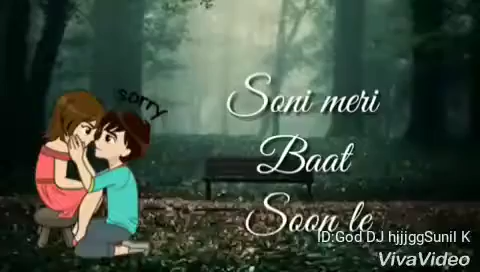 sorry
Soni meri
Baat
Soon le
ID:God DJ hjjjggSunil K
VivaVideo